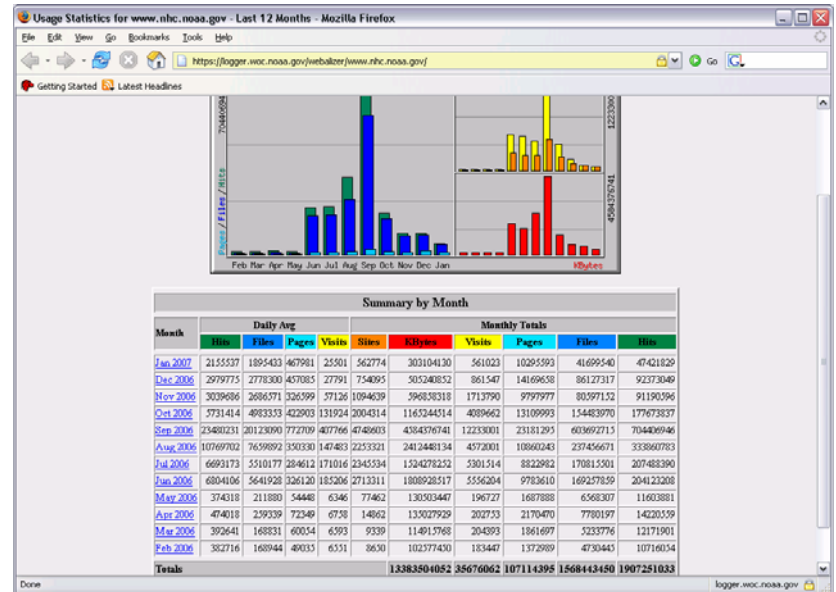 Usage Statistics for www.nhc.noaa.gov - Last 12 Months - Mozilla Firefox
File Edit View Go Bookmarks Tools Help
https://logger.woc.noaa.gov/webalizer/www.nhc.noaa.gov/ Go
Getting Started Latest Headlines
704406946
1223300
Pages / Files / Hits
4584376741
Feb Mar Apr May Jun Jul Aug Sep Oct Nov Dec Jan KBytes
Summary by Month
Month Daily Avg Monthly Totals
Hits Files Pages Visits Sites KBytes Visits Pages Files Hits
Jan 2007 2155537 1895433 467981 25501 562774 303104130 561023 10295593 41699540 47421829
Dec 2006 2979775 2778300 457085 27791 754095 505240852 861547 14169658 86127317 92373049
Nov 2006 3039686 2686571 326599 57126 1094639 596858318 1713790 9797977 80597152 91190596
Oct 2006 5731414 4983353 422903 131924 2004314 1165244514 4089662 13109993 154483970 177673837
Sep 2006 23480231 20123090 772709 407766 4748603 4584376741 12233001 23181295 603692715 704406946
Aug 2006 10769702 7659892 350330 147483 2253321 2412448134 4572001 10860243 237456671 333860783
Jul 2006 6693173 5510177 284612 171016 2345534 1524278252 5301514 8822982 170815501 207488390
Jun 2006 6804106 5641928 326120 185206 2713311 1808928517 5556204 9783610 169257859 204123208
May 2006 374318 211880 54448 6346 77462 130503447 196727 1687888 6568307 11603881
Apr 2006 474018 259339 72349 6758 14862 135027929 202753 2170470 7780197 14220559
Mar 2006 392641 168831 60054 6593 9339 114915768 204393 1861697 5233776 12171901
Feb 2006 382716 168944 49035 6551 8650 102577450 183447 1372989 4730445 10716054
Totals 13383504052 35676062 107114395 1568443450 1907251033
Done logger.woc.noaa.gov